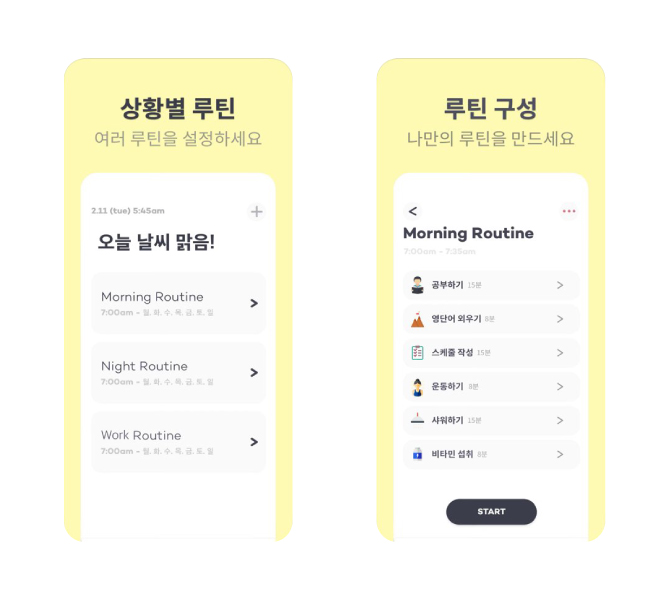 상황별 루틴
여러 루틴을 설정하세요
2.11 (tue) 5:45am
오늘 날씨 맑음!
Morning Routine
7:00am ~ 월, 화, 수, 목, 금, 토, 일
Night Routine
7:00am ~ 월, 화, 수, 목, 금, 토, 일
Work Routine
7:00am ~ 월, 화, 수, 목, 금, 토, 일
루틴 구성
나만의 루틴을 만드세요
Morning Routine
7:00am ~ 7:35am
공부하기 15분
영단어 외우기 8분
스케줄 작성 15분
운동하기 8분
샤워하기 15분
비타민 섭취 8분
START